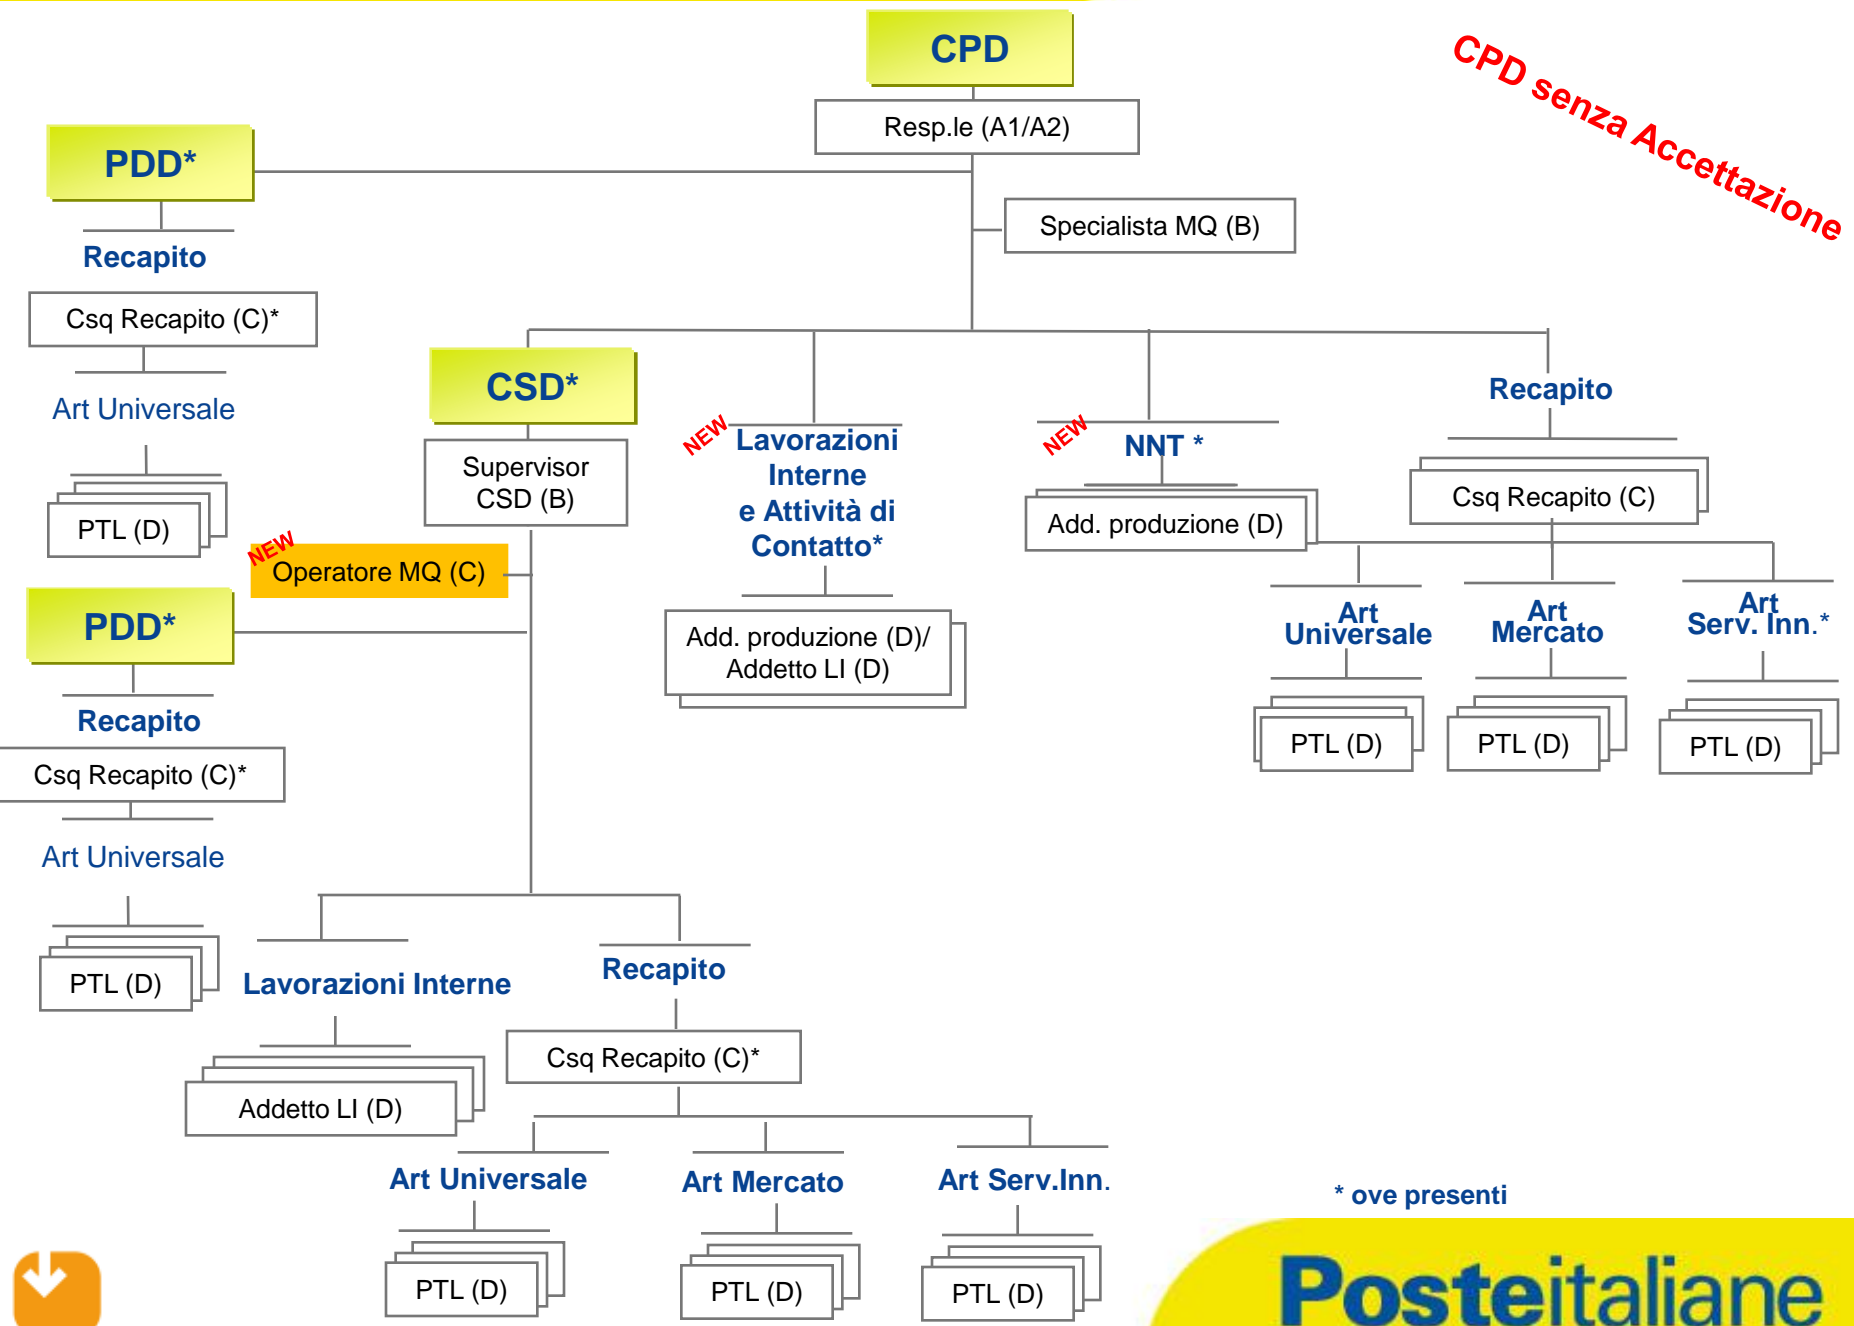 CPD
CPD senza Accettazione
Resp.le (A1/A2)
PDD*
Specialista MQ (B)
Recapito
Csq Recapito (C)*
Art Universale
PTL (D)
CSD*
Supervisor
CSD (B)
NEW
Operatore MQ (C)
NEW
Lavorazioni
Interne
e Attività di
Contatto*
Add. produzione (D)/
Addetto LI (D)
NEW
NNT *
Add. produzione (D)
Recapito
Csq Recapito (C)
Art
Universale
PTL (D)
Art
Mercato
PTL (D)
Art
Serv. Inn.*
PTL (D)
PDD*
Recapito
Csq Recapito (C)*
Art Universale
PTL (D)
Lavorazioni Interne
Addetto LI (D)
Recapito
Csq Recapito (C)*
Art Universale
PTL (D)
Art Mercato
PTL (D)
Art Serv.Inn.
PTL (D)
* ove presenti
Posteitaliane